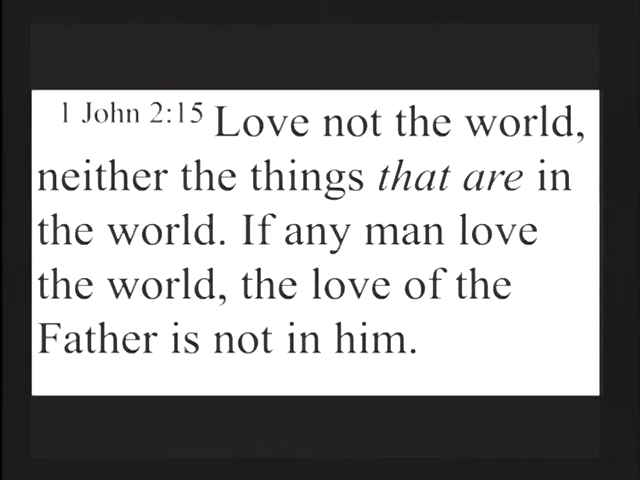 1 John 2:15 Love not the world,
neither the things that are in
the world. If any man love
the world, the love of the
Father is not in him.